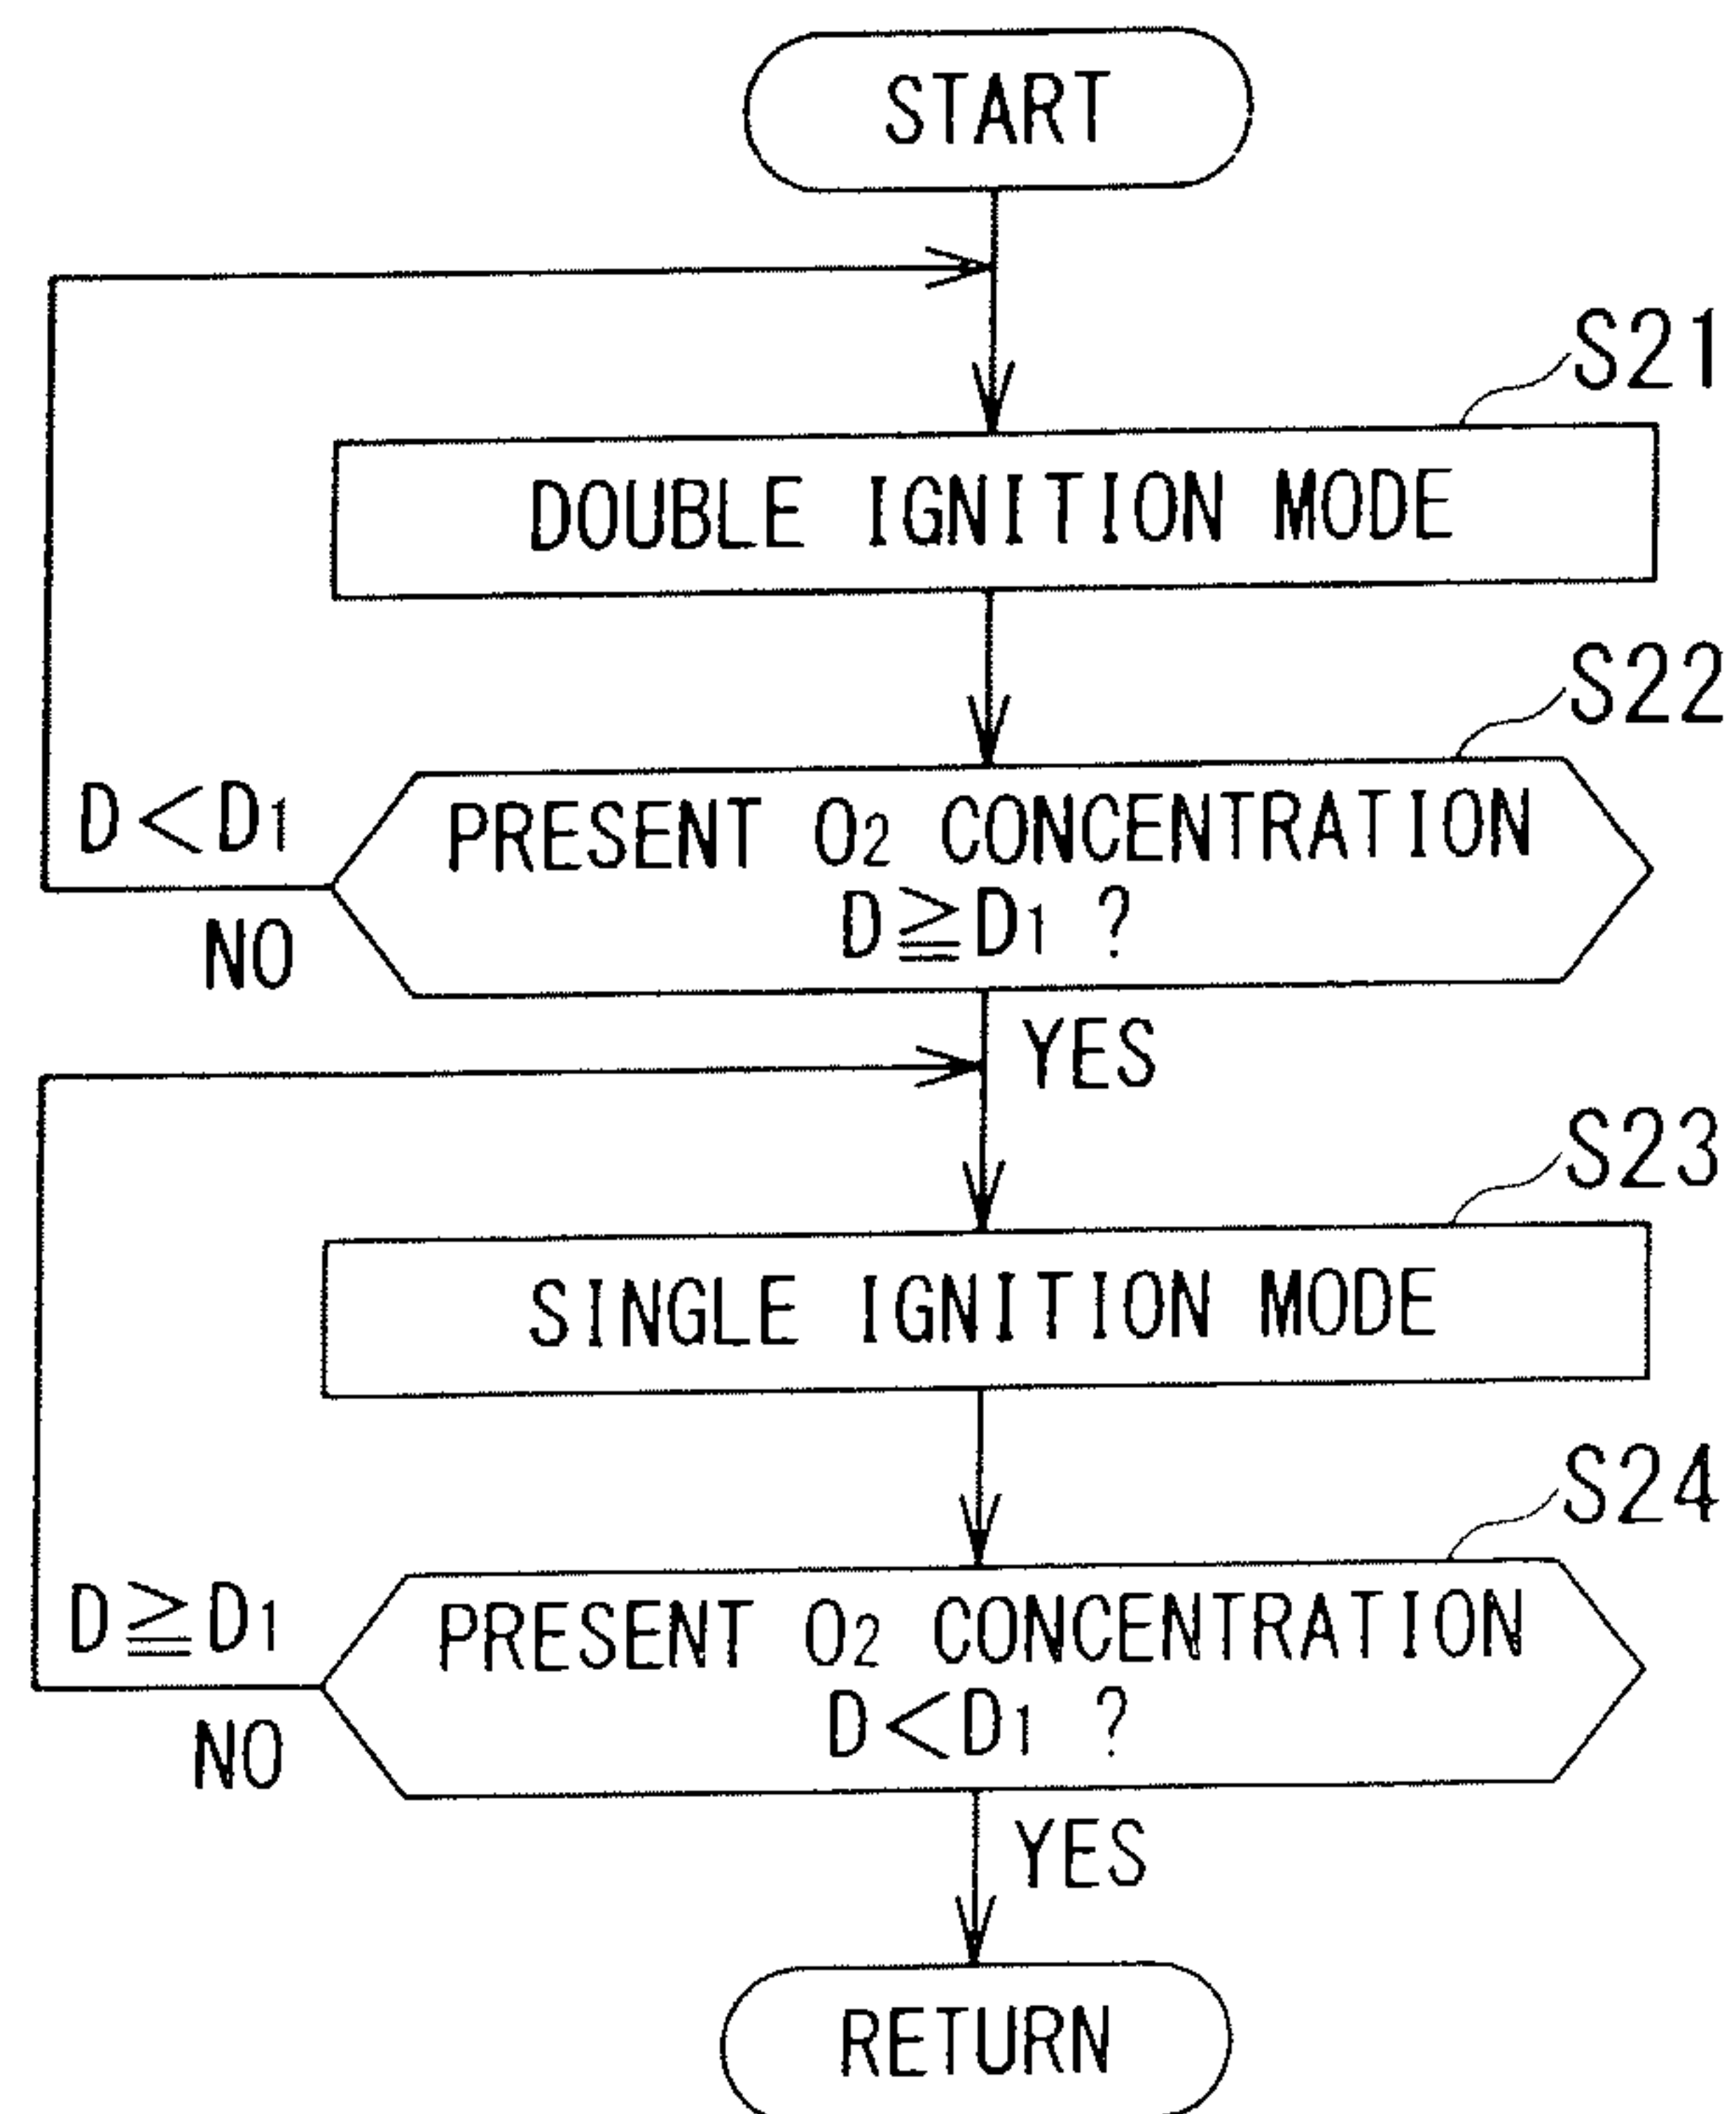 START
S21
DOUBLE IGNITION MODE
S22
D<D1
PRESENT O2 CONCENTRATION
D≧D1 ?
NO
YES
S23
SINGLE IGNITION MODE
S24
D≧D1
PRESENT O2 CONCENTRATION
D<D1 ?
NO
YES
RETURN